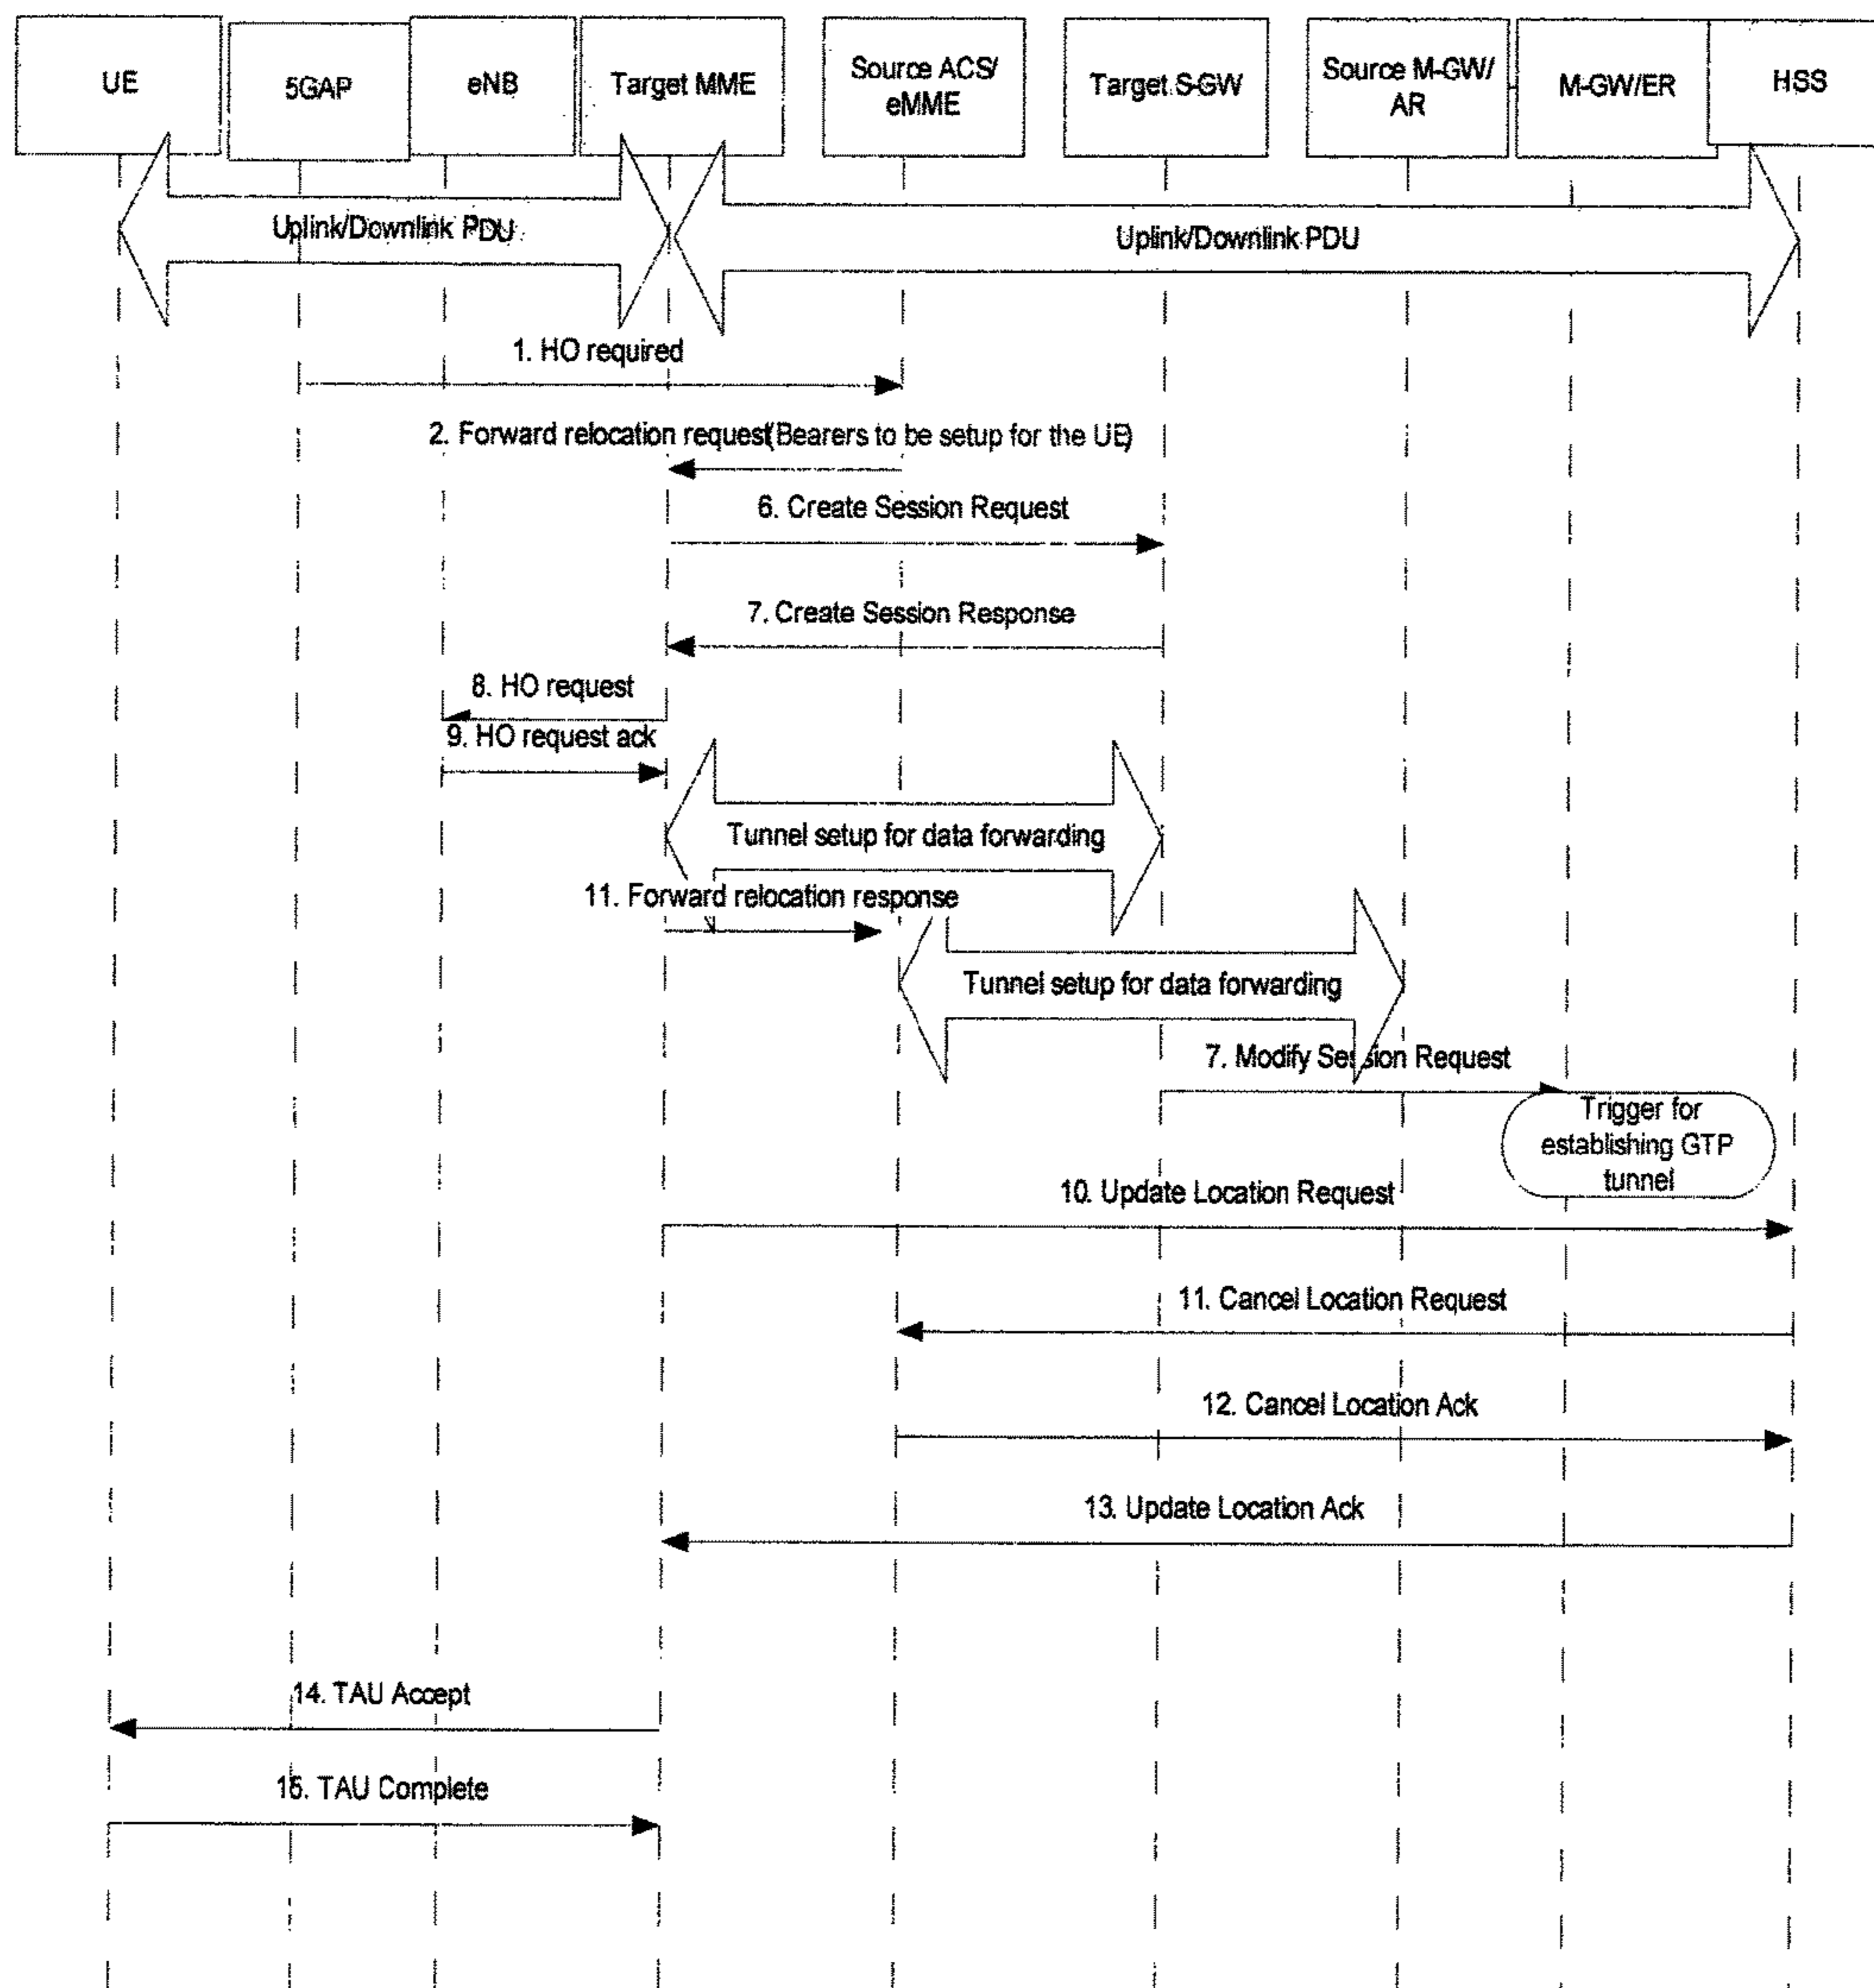 UE
5GAP
eNB
Target MME
Source ACS/
eMME
Target S-GW
Source M-GW/
AR
M-GW/ER
HSS
Uplink/Downlink PDU
Uplink/Downlink PDU
1. HO required
2. Forward relocation request(Bearers to be setup for the UE)
6. Create Session Request
7. Create Session Response
8. HO request
9. HO request ack
Tunnel setup for data forwarding
11. Forward relocation response
Tunnel setup for data forwarding
7. Modify Session Request
Trigger for
establishing GTP
tunnel
10. Update Location Request
11. Cancel Location Request
12. Cancel Location Ack
13. Update Location Ack
14. TAU Accept
15. TAU Complete